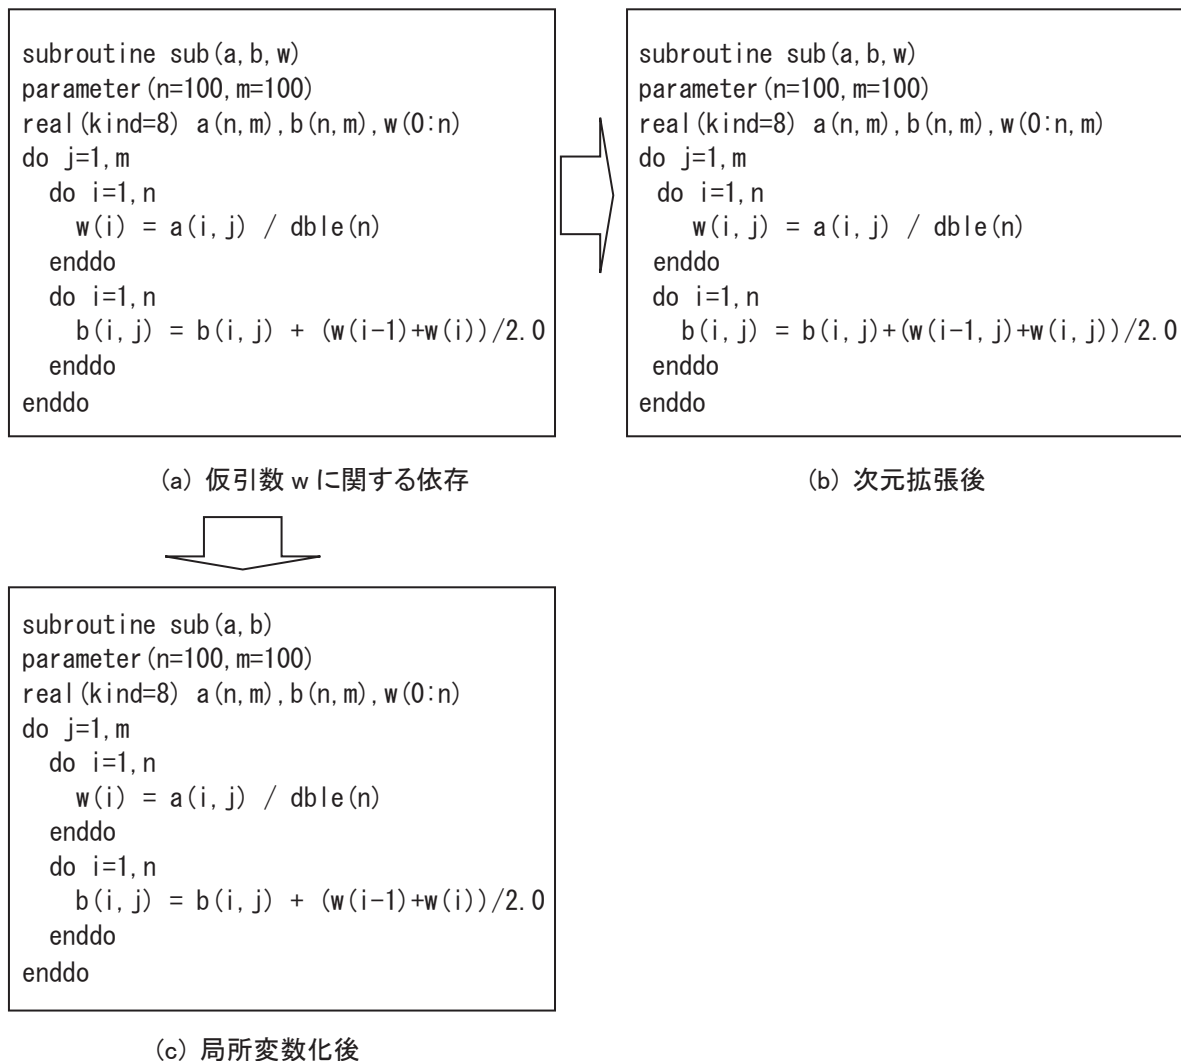 subroutine sub(a,b,w)
parameter(n=100,m=100)
real(kind=8) a(n,m),b(n,m),w(0:n)
do j=1,m
  do i=1,n
    w(i) = a(i,j) / dble(n)
  enddo
  do i=1,n
    b(i,j) = b(i,j) + (w(i-1)+w(i))/2.0
  enddo
enddo
(a) 仮引数 w に関する依存
subroutine sub(a,b,w)
parameter(n=100,m=100)
real(kind=8) a(n,m),b(n,m),w(0:n,m)
do j=1,m
  do i=1,n
    w(i,j) = a(i,j) / dble(n)
  enddo
  do i=1,n
    b(i,j) = b(i,j)+(w(i-1,j)+w(i,j))/2.0
  enddo
enddo
(b) 次元拡張後
subroutine sub(a,b)
parameter(n=100,m=100)
real(kind=8) a(n,m),b(n,m),w(0:n)
do j=1,m
  do i=1,n
    w(i) = a(i,j) / dble(n)
  enddo
  do i=1,n
    b(i,j) = b(i,j) + (w(i-1)+w(i))/2.0
  enddo
enddo
(c) 局所変数化後